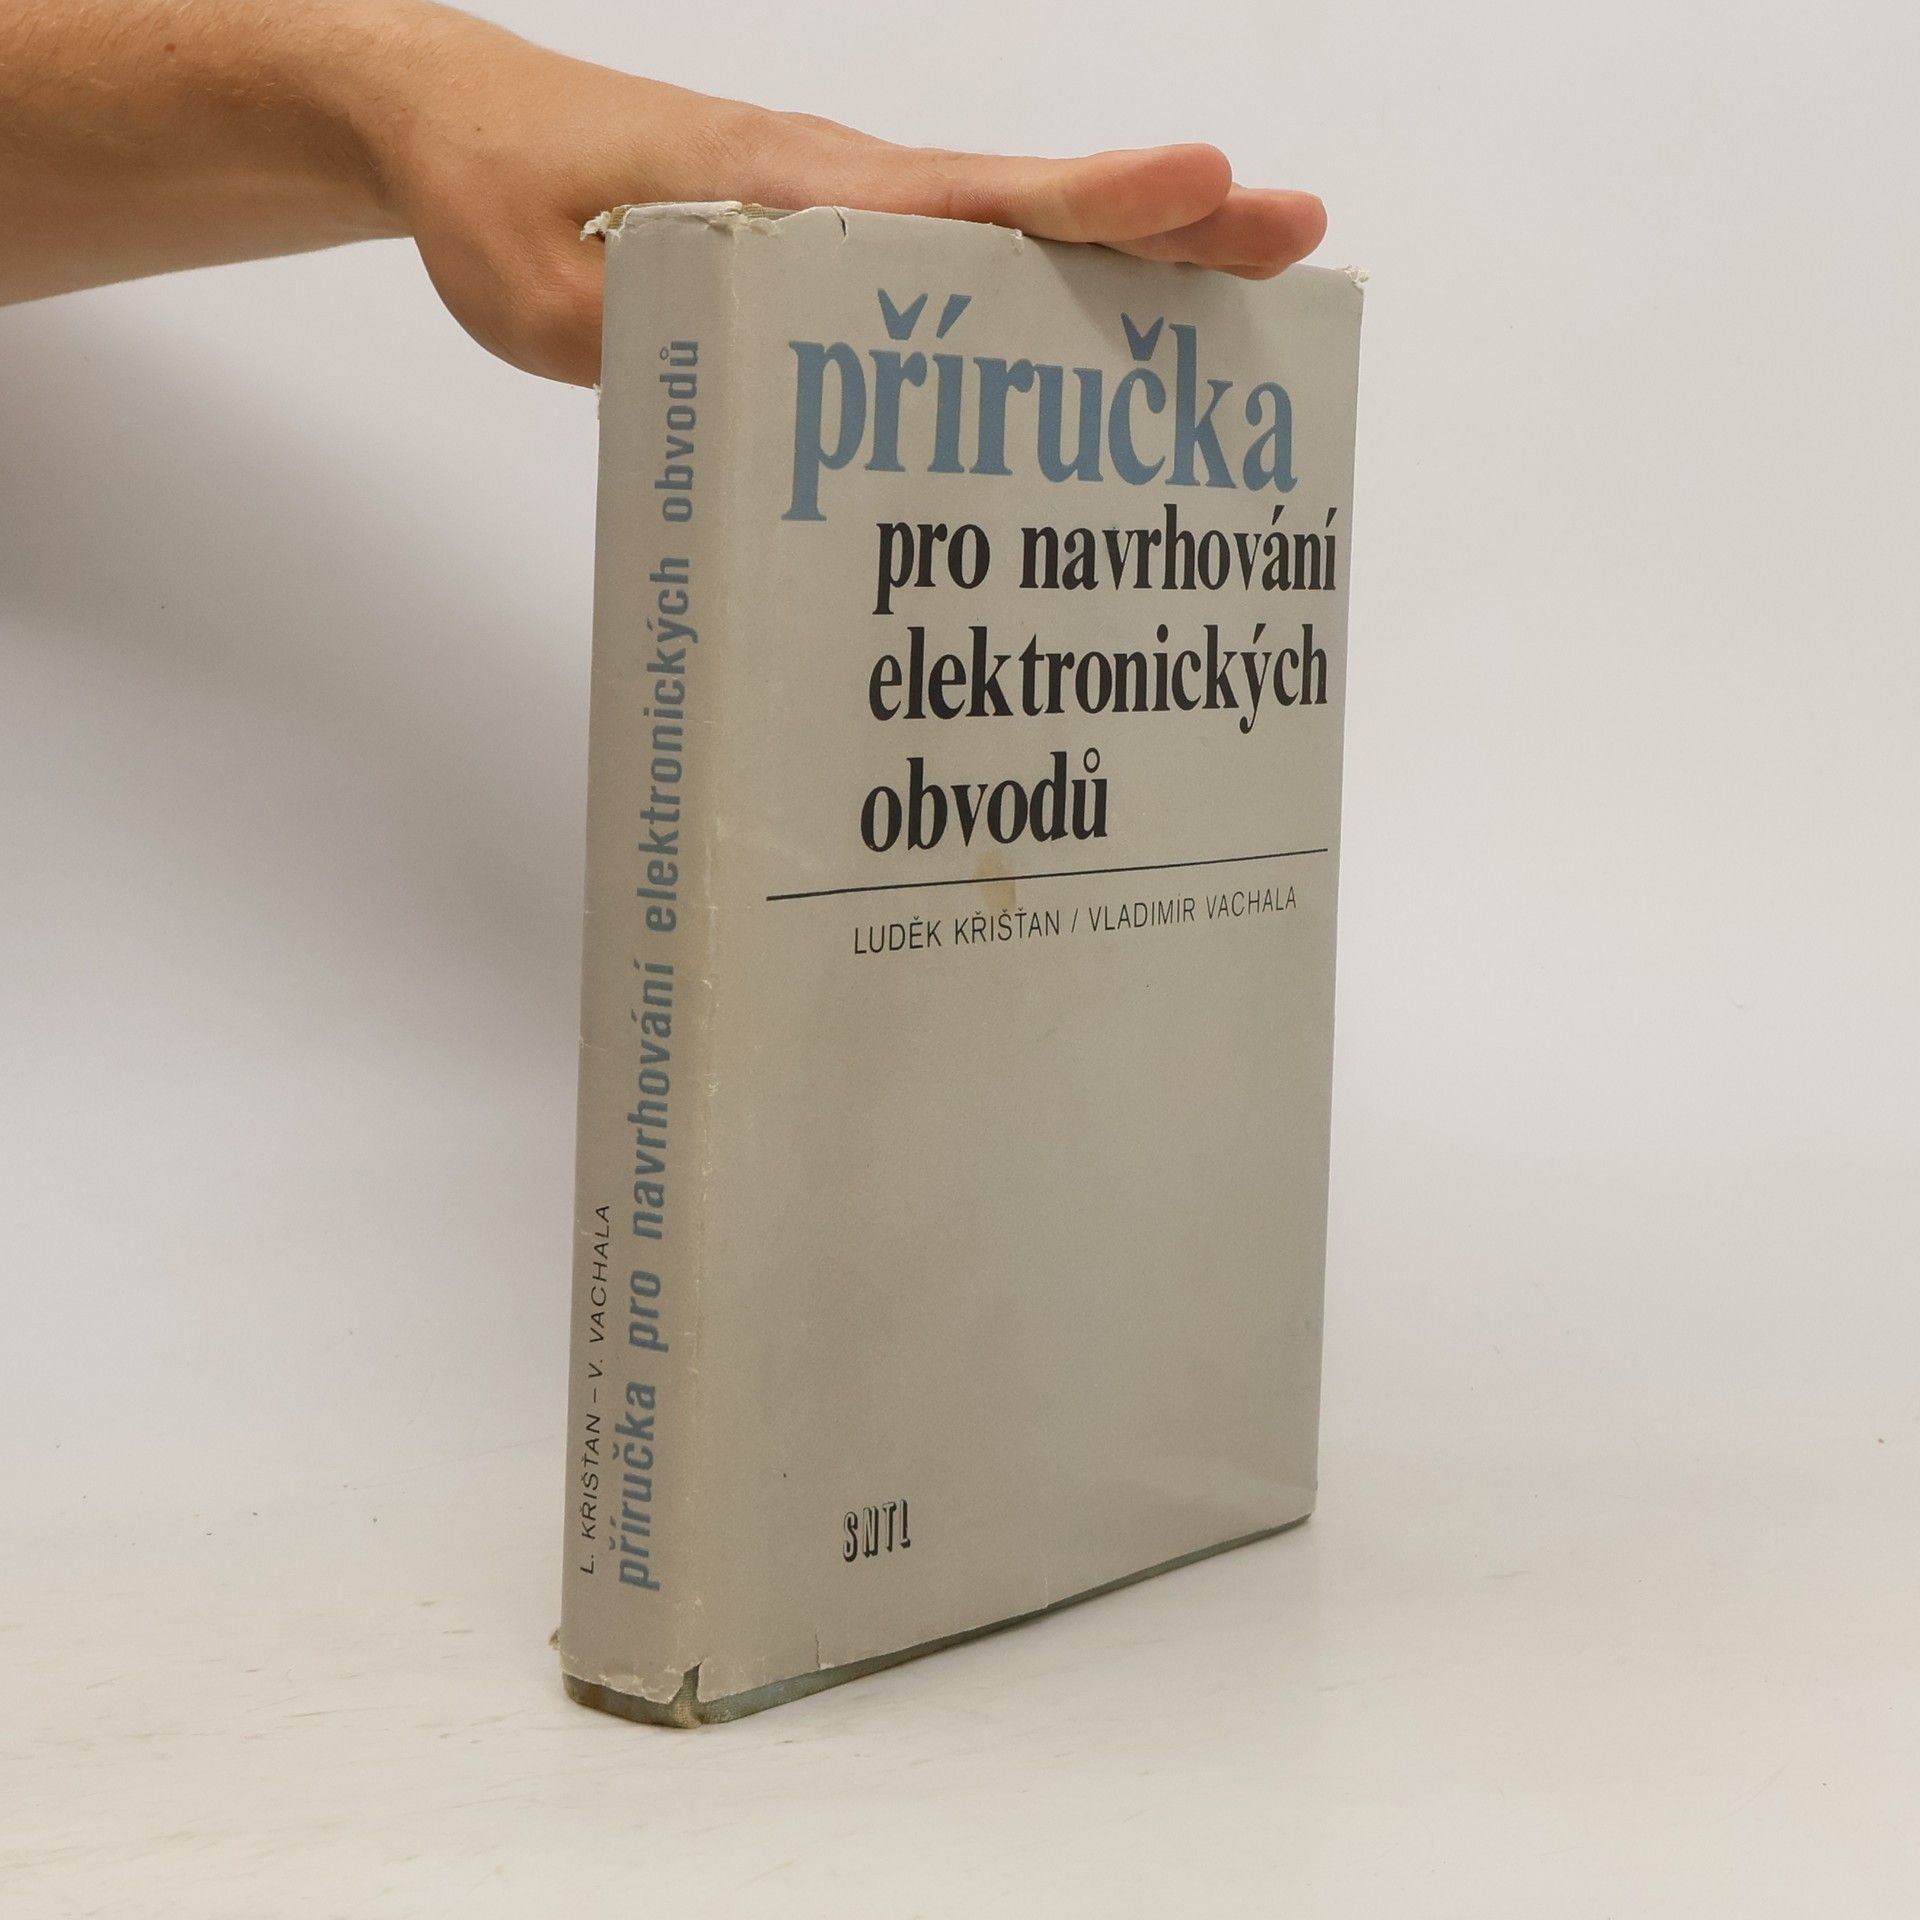 příručka
pro navrhování
elektronických
obvodů
LUDĚK KŘIŠŤAN / VLADIMÍR VACHALA
SNTL
L. KŘIŠŤAN – V. VACHALA
příručka pro navrhování elektronických obvodů